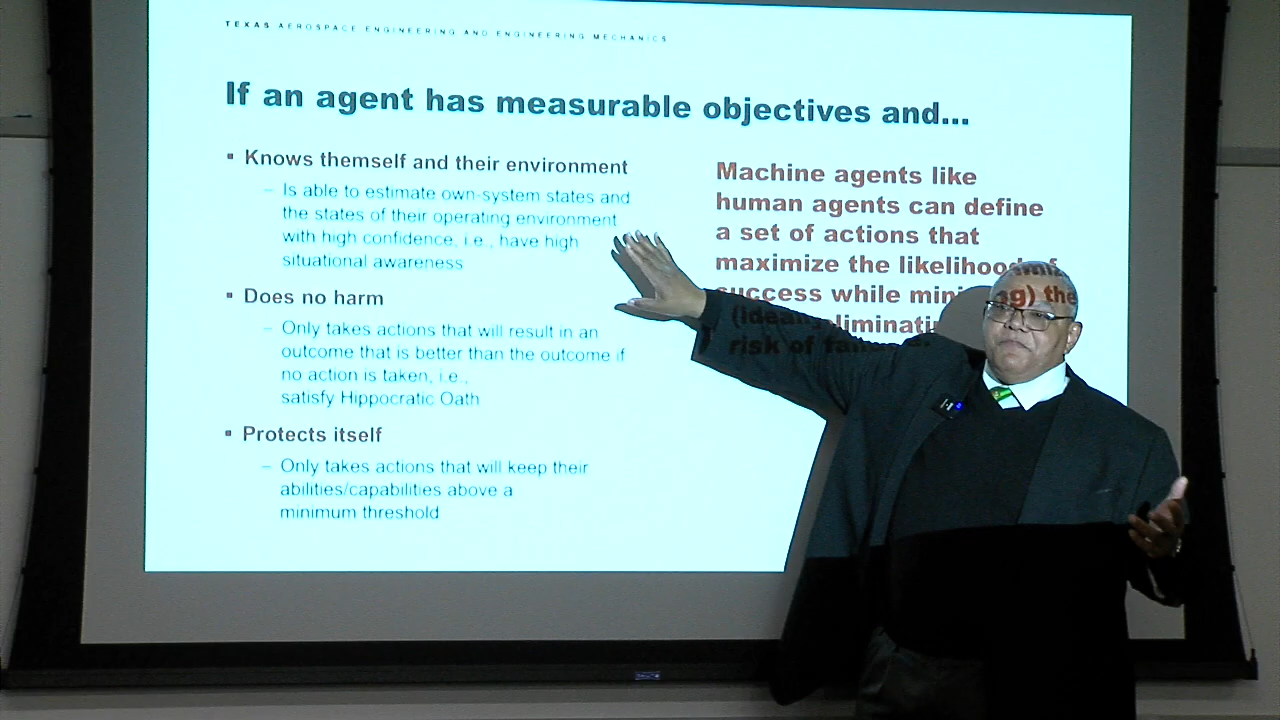 TEXAS AEROSPACE ENGINEERING AND ENGINEERING MECHANICS
If an agent has measurable objectives and...
▪ Knows themself and their environment
– Is able to estimate own-system states and
the states of their operating environment
with high confidence, i.e., have high
situational awareness
▪ Does no harm
– Only takes actions that will result in an
outcome that is better than the outcome if
no action is taken, i.e.,
satisfy Hippocratic Oath
▪ Protects itself
– Only takes actions that will keep their
abilities/capabilities above a
minimum threshold
Machine agents like
human agents can define
a set of actions that
maximize the likelihood of
success while the
risk of